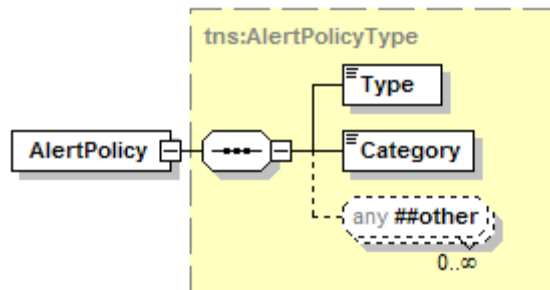 tns:AlertPolicyType
Type
AlertPolicy
Category
any ##other
0..∞